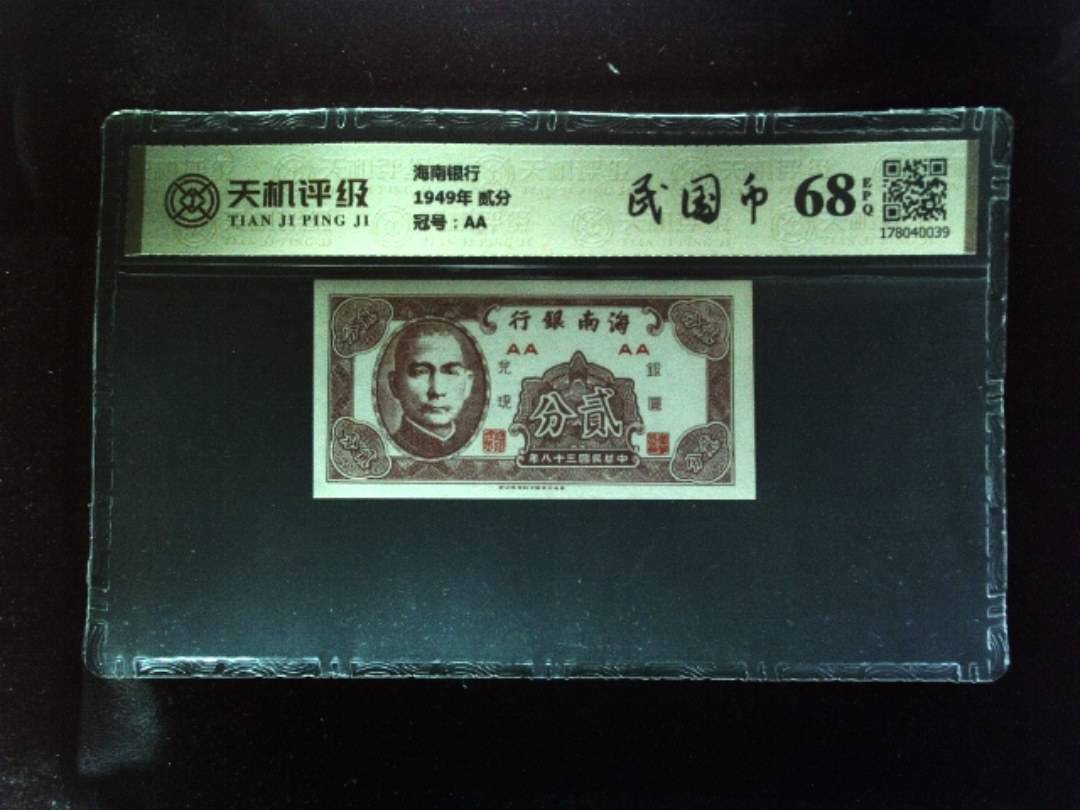 天机评级
TIAN JI PING JI
海南银行
1949年 贰分
冠号：AA
民国币
68
EPQ
178040039
行銀南海
AA
AA
兌現
銀圓
分貳
年八十三國民華中